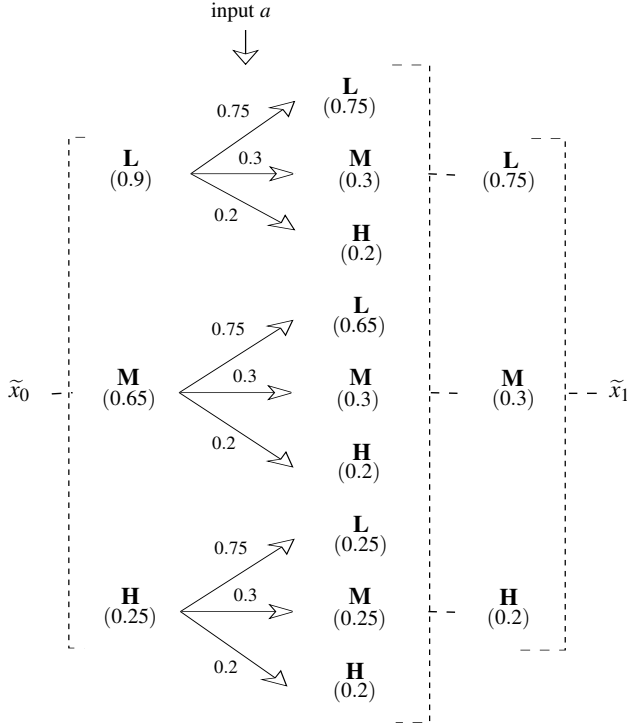 input a
0.75
L
(0.75)
L
(0.9)
0.3
M
(0.3)
L
(0.75)
0.2
H
(0.2)
0.75
L
(0.65)
x̃₀
M
(0.65)
0.3
M
(0.3)
M
(0.3)
x̃₁
0.2
H
(0.2)
0.75
L
(0.25)
H
(0.25)
0.3
M
(0.25)
H
(0.2)
0.2
H
(0.2)